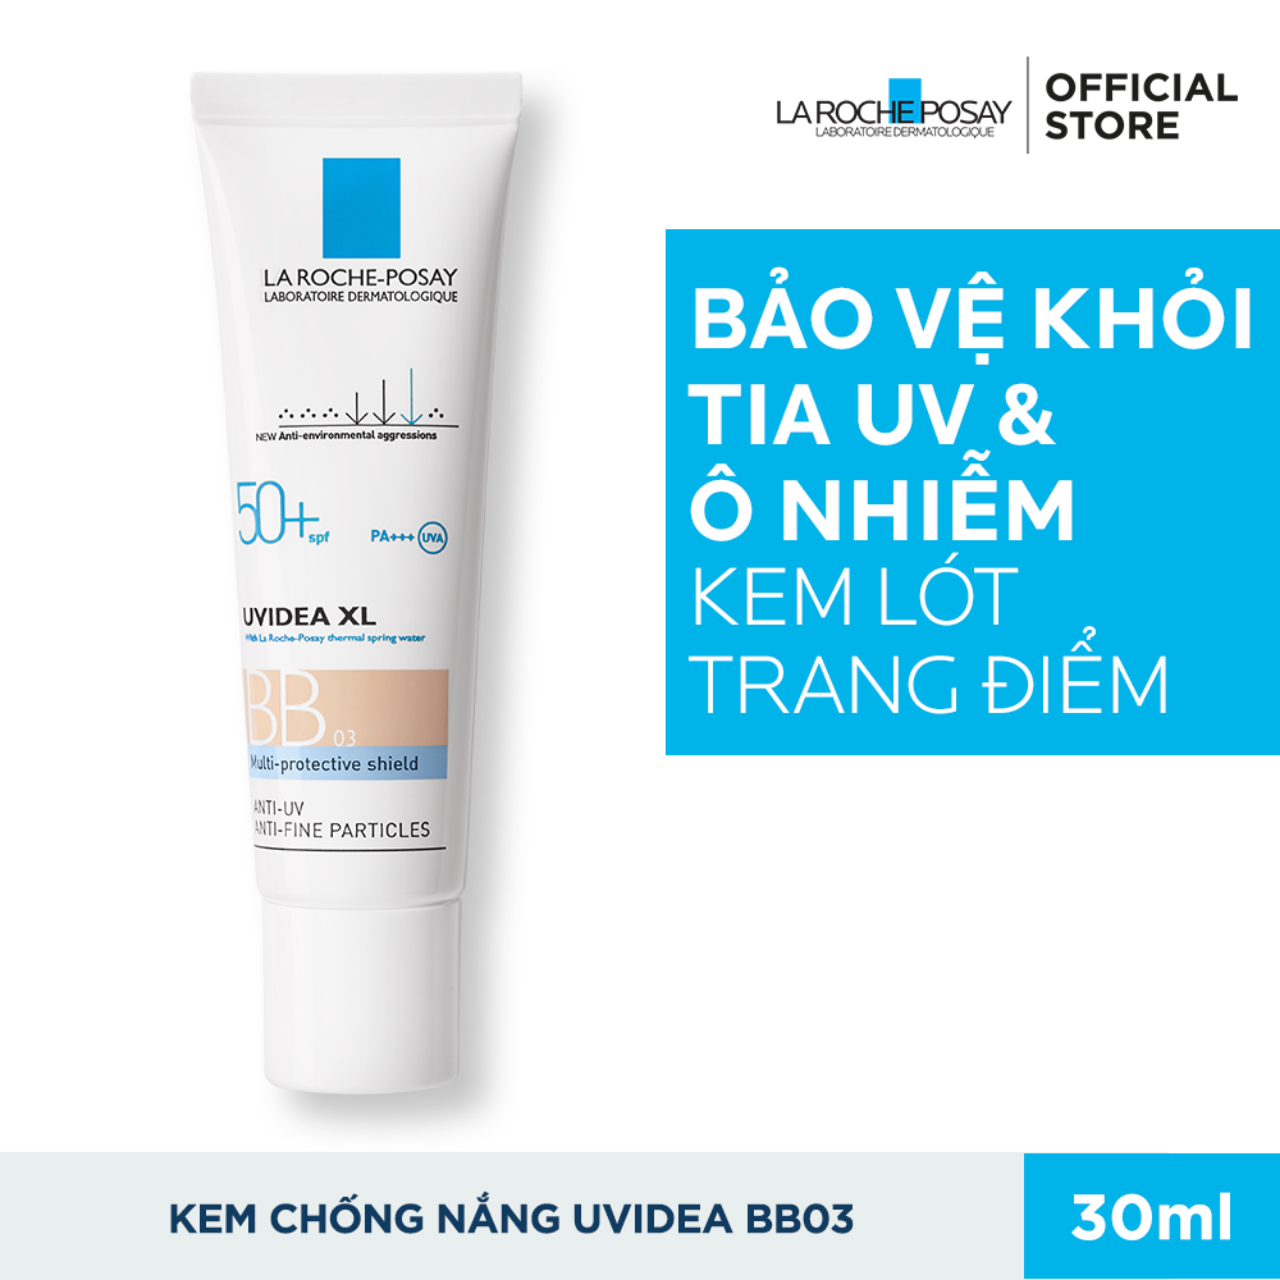 LA ROCHE-POSAY
LABORATOIRE DERMATOLOGIQUE
OFFICIAL
STORE
LA ROCHE-POSAY
LABORATOIRE DERMATOLOGIQUE
NEW Anti-environmental aggressions
50+ spf PA+++ UVA
UVIDEA XL
With La Roche-Posay thermal spring water
BB 03
Multi-protective shield
ANTI-UV
ANTI-FINE PARTICLES
BẢO VỆ KHỎI
TIA UV &
Ô NHIỄM
KEM LÓT
TRANG ĐIỂM
KEM CHỐNG NẮNG UVIDEA BB03
30ml